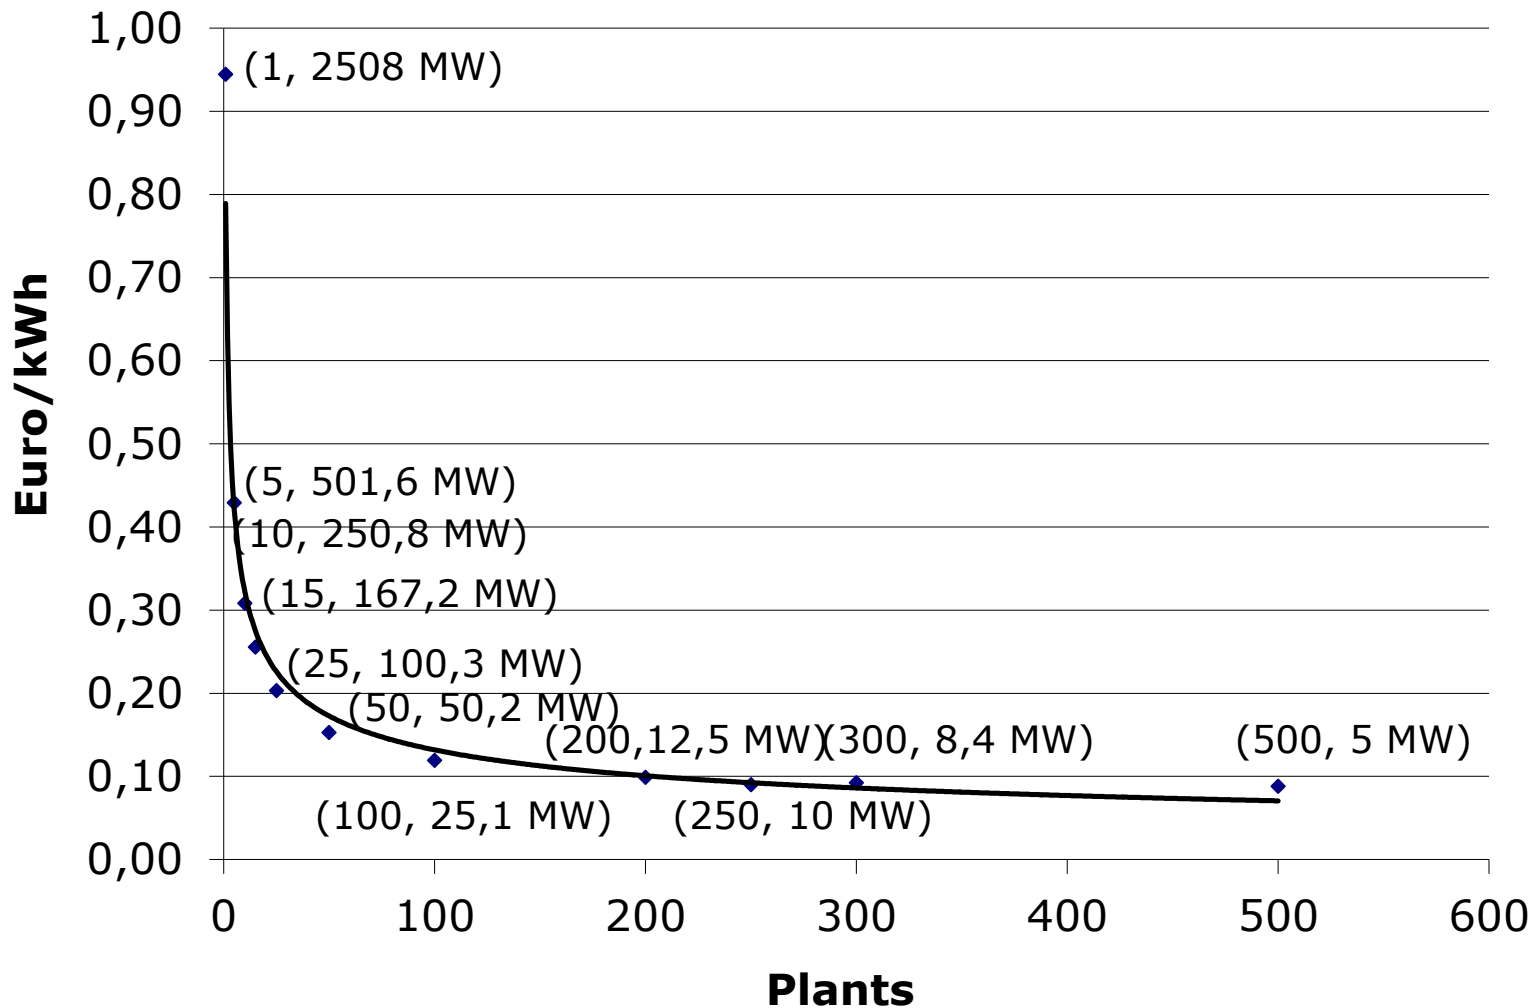 1,00
(1, 2508 MW)
0,90
0,80
0,70
0,60
0,50
(5, 501,6 MW)
0,40
(10, 250,8 MW)
(15, 167,2 MW)
0,30
(25, 100,3 MW)
0,20
(50, 50,2 MW)
(200,12,5 MW)
(300, 8,4 MW)
(500, 5 MW)
0,10
(100, 25,1 MW)
(250, 10 MW)
0,00
0 100 200 300 400 500 600
Euro/kWh
Plants